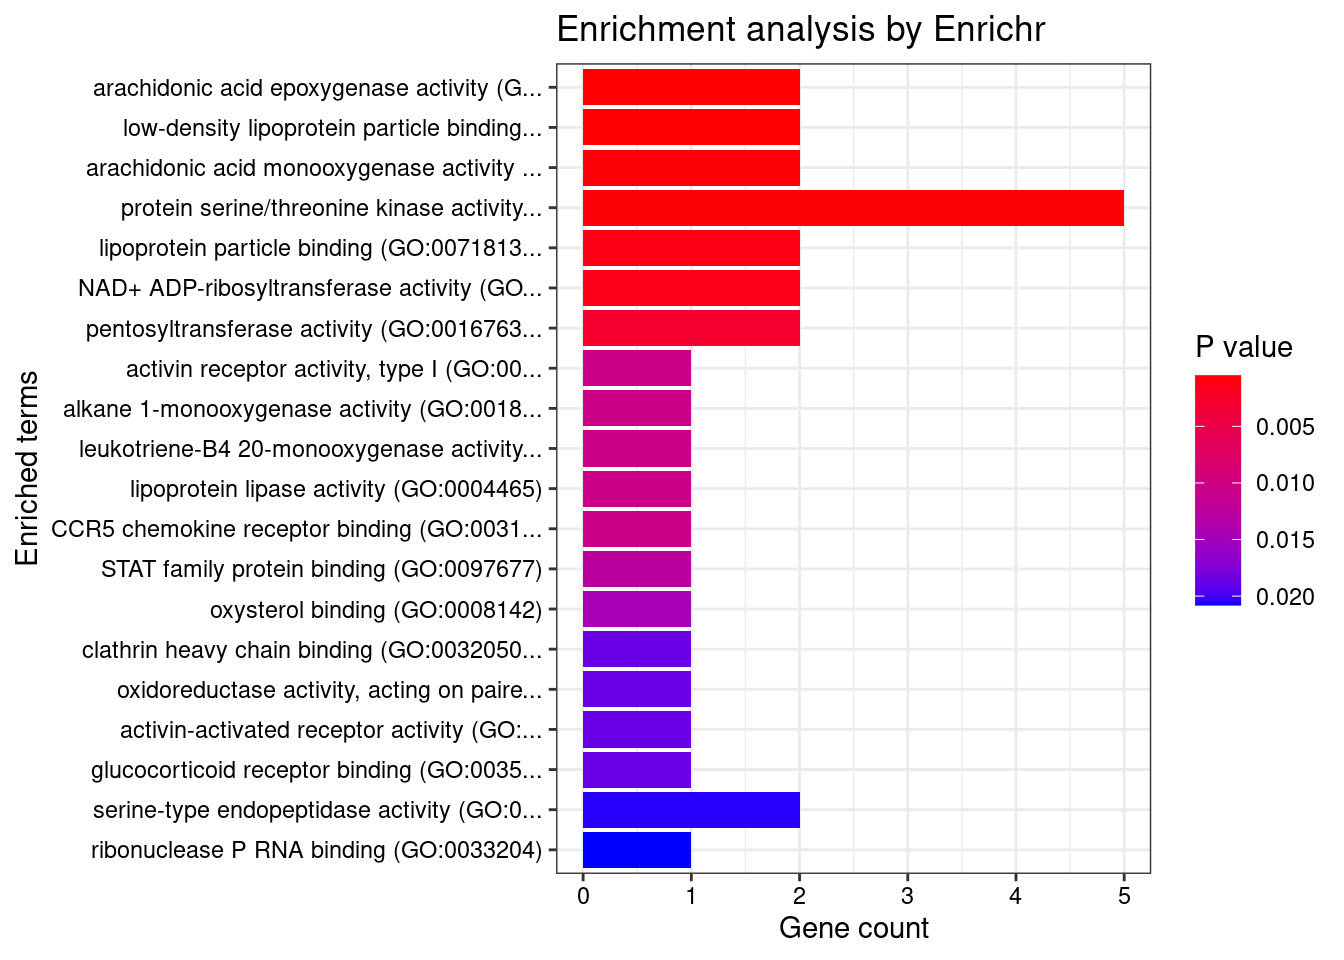 Enrichment analysis by Enrichr
arachidonic acid epoxygenase activity (G...
low-density lipoprotein particle binding...
arachidonic acid monooxygenase activity ...
protein serine/threonine kinase activity...
lipoprotein particle binding (GO:0071813...
NAD+ ADP-ribosyltransferase activity (GO...
pentosyltransferase activity (GO:0016763...
activin receptor activity, type I (GO:00...
alkane 1-monooxygenase activity (GO:0018...
leukotriene-B4 20-monooxygenase activity...
lipoprotein lipase activity (GO:0004465)
CCR5 chemokine receptor binding (GO:0031...
STAT family protein binding (GO:0097677)
oxysterol binding (GO:0008142)
clathrin heavy chain binding (GO:0032050...
oxidoreductase activity, acting on paire...
activin-activated receptor activity (GO:...
glucocorticoid receptor binding (GO:0035...
serine-type endopeptidase activity (GO:0...
ribonuclease P RNA binding (GO:0033204)
Enriched terms
0 1 2 3 4 5
Gene count
P value
0.005
0.010
0.015
0.020